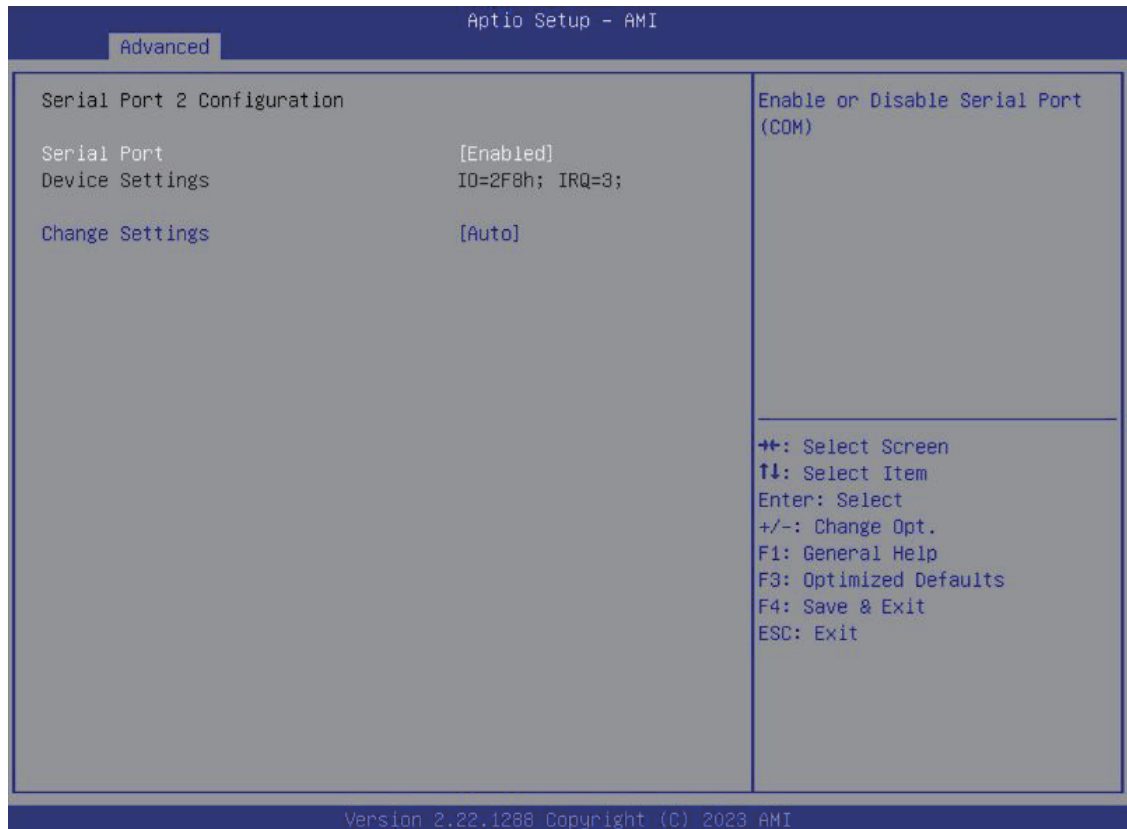 Aptio Setup – AMI
Advanced
Serial Port 2 Configuration
Serial Port [Enabled]
Device Settings IO=2F8h; IRQ=3;
Change Settings [Auto]
Enable or Disable Serial Port
(COM)
→←: Select Screen
↑↓: Select Item
Enter: Select
+/-: Change Opt.
F1: General Help
F3: Optimized Defaults
F4: Save & Exit
ESC: Exit
Version 2.22.1288 Copyright (C) 2023 AMI